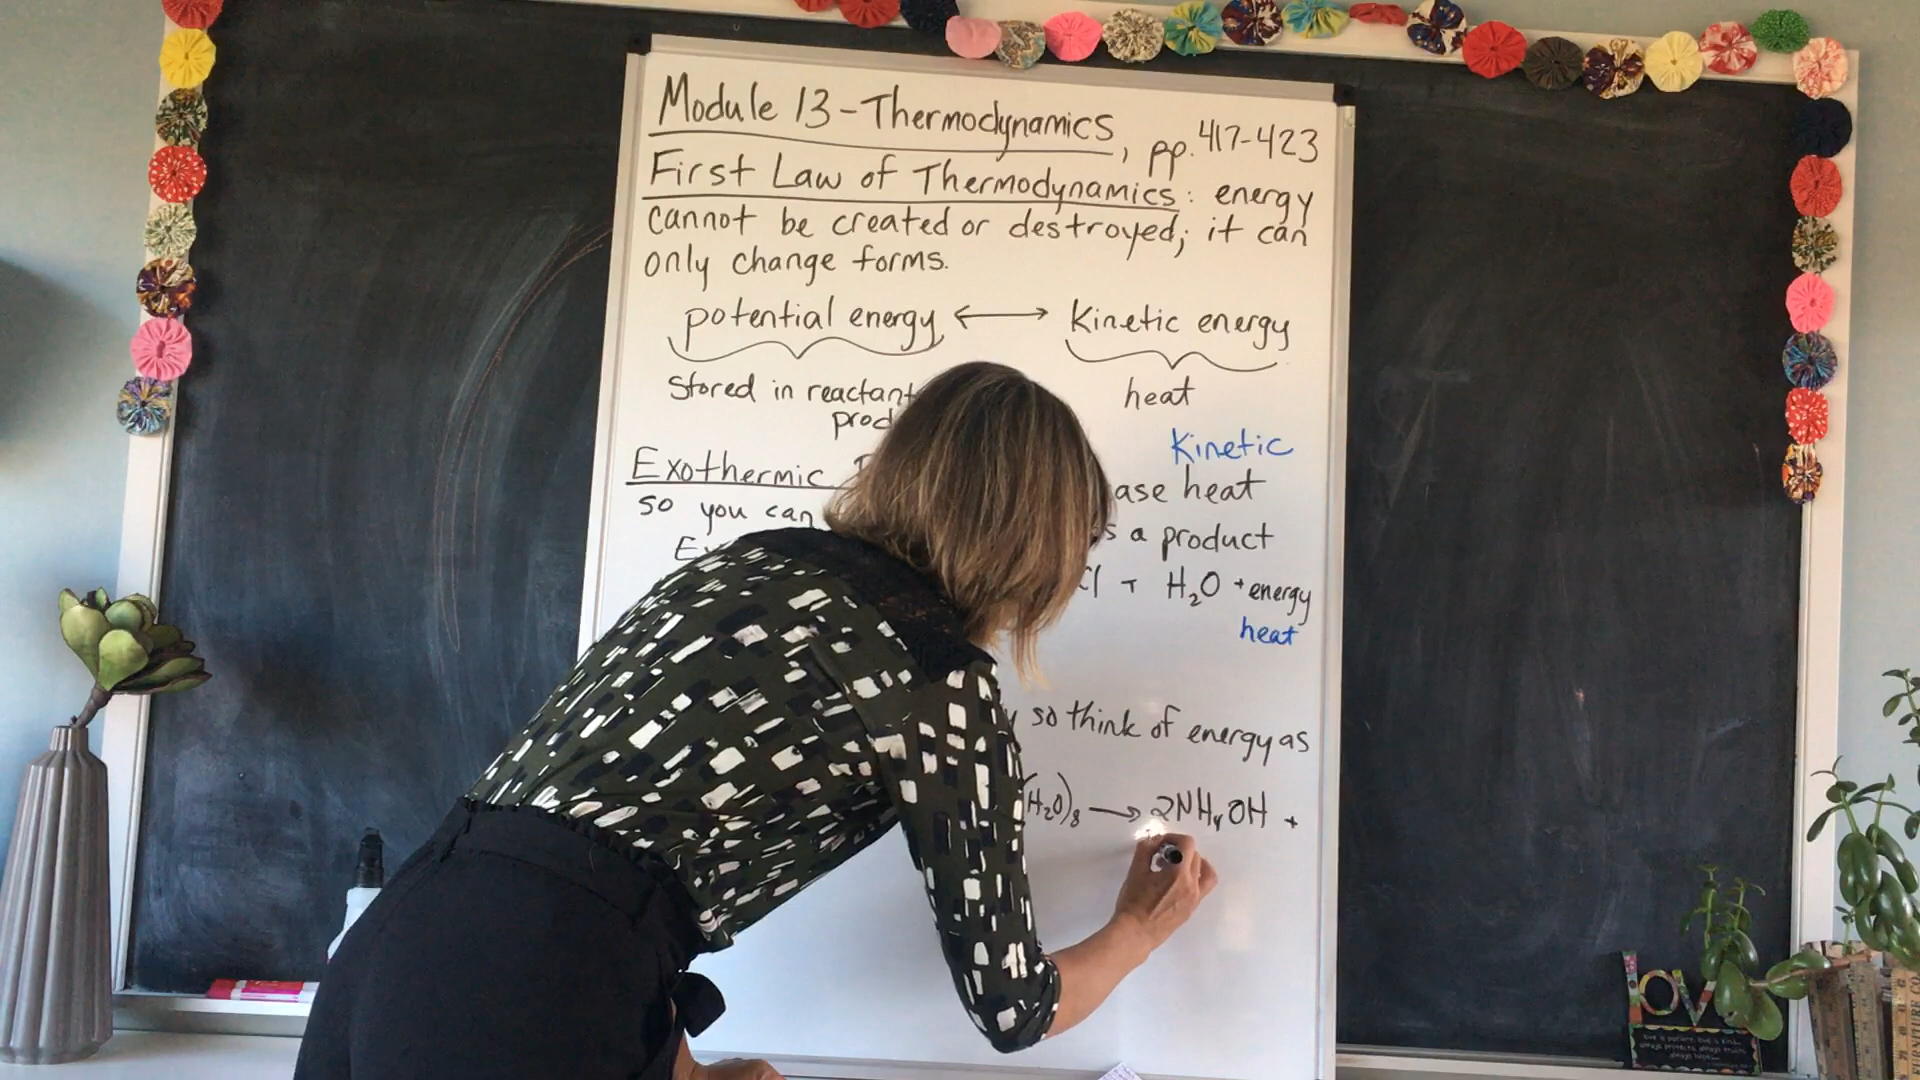 Module 13 - Thermodynamics, pp. 417-423
First Law of Thermodynamics: energy
cannot be created or destroyed; it can
only change forms.
potential energy ⟷ Kinetic energy
Stored in reactant
heat
prod
Kinetic
Exothermic
ase heat
so you can
s a product
Ex
Cl + H₂O + energy
heat
so think of energy as
(H₂O)₈ → 2NH₄OH +
LOVE